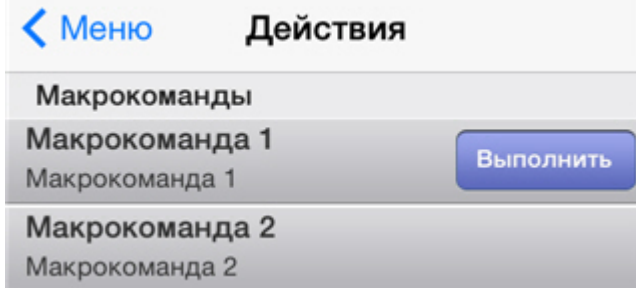 Меню Действия
Макрокоманды
Макрокоманда 1
Выполнить
Макрокоманда 1
Макрокоманда 2
Макрокоманда 2